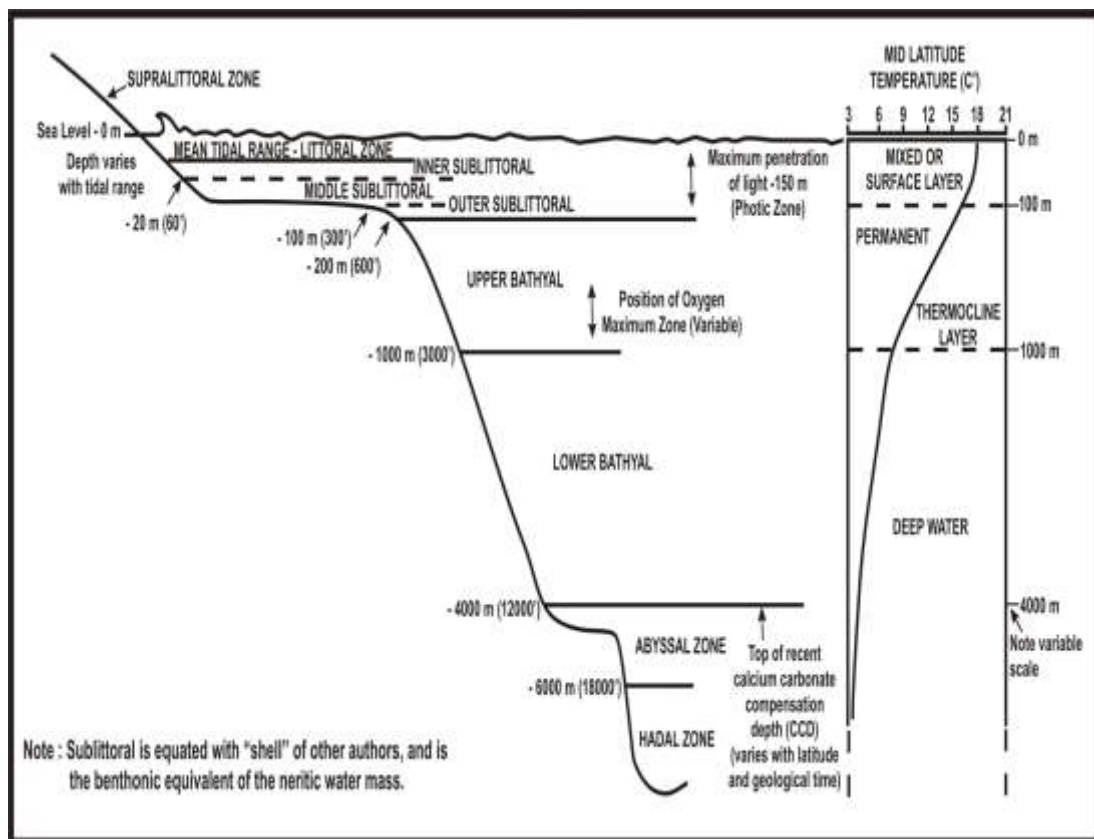 SUPRALITTORAL ZONE
Sea Level - 0 m
MEAN TIDAL RANGE - LITTORAL ZONE
Depth varies
with tidal range
INNER SUBLITTORAL
MIDDLE SUBLITTORAL
OUTER SUBLITTORAL
- 20 m (60')
- 100 m (300')
- 200 m (600')
Maximum penetration
of light -150 m
(Photic Zone)
UPPER BATHYAL
Position of Oxygen
Maximum Zone (Variable)
- 1000 m (3000')
LOWER BATHYAL
- 4000 m (12000')
ABYSSAL ZONE
- 6000 m (18000')
HADAL ZONE
Top of recent
calcium carbonate
compensation
depth (CCD)
(varies with latitude
and geological time)
Note : Sublittoral is equated with “shell” of other authors, and is
the benthonic equivalent of the neritic water mass.
MID LATITUDE
TEMPERATURE (C')
3 6 9 12 15 18 21
0 m
MIXED OR
SURFACE LAYER
100 m
PERMANENT
THERMOCLINE
LAYER
1000 m
DEEP WATER
4000 m
Note variable
scale